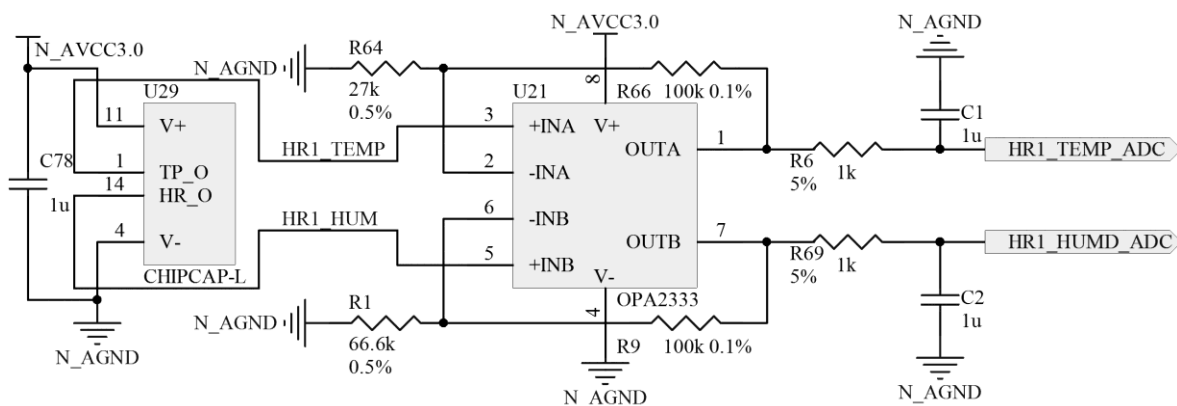 N_AVCC3.0
U29
11
V+
1
TP_O
14
HR_O
4
V-
CHIPCAP-L
C78
1u
N_AGND
N_AGND
R64
27k
0.5%
HR1_TEMP
HR1_HUM
N_AGND
R1
66.6k
0.5%
N_AVCC3.0
8
U21
R66
100k 0.1%
3
+INA
V+
OUTA
1
2
-INA
6
-INB
OUTB
7
5
+INB
V-
4
OPA2333
R9
100k 0.1%
N_AGND
N_AGND
C1
1u
R6
5%
1k
HR1_TEMP_ADC
R69
5%
1k
HR1_HUMD_ADC
C2
1u
N_AGND